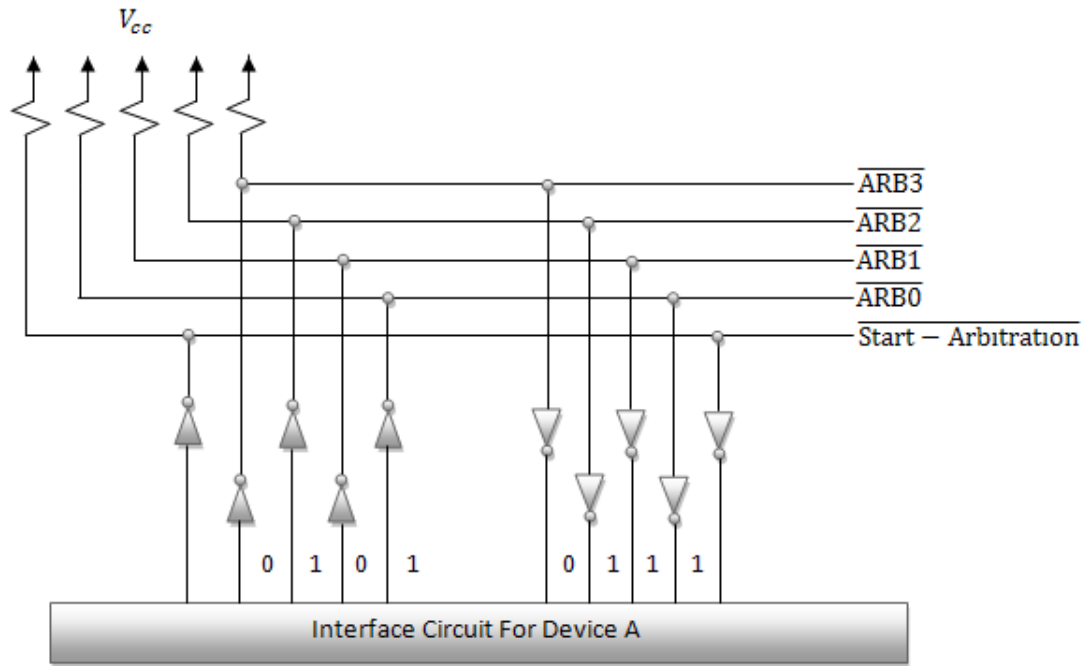 Vcc
ARB3
ARB2
ARB1
ARB0
Start − Arbitration
0 1 0 1 0 1 1 1
Interface Circuit For Device A